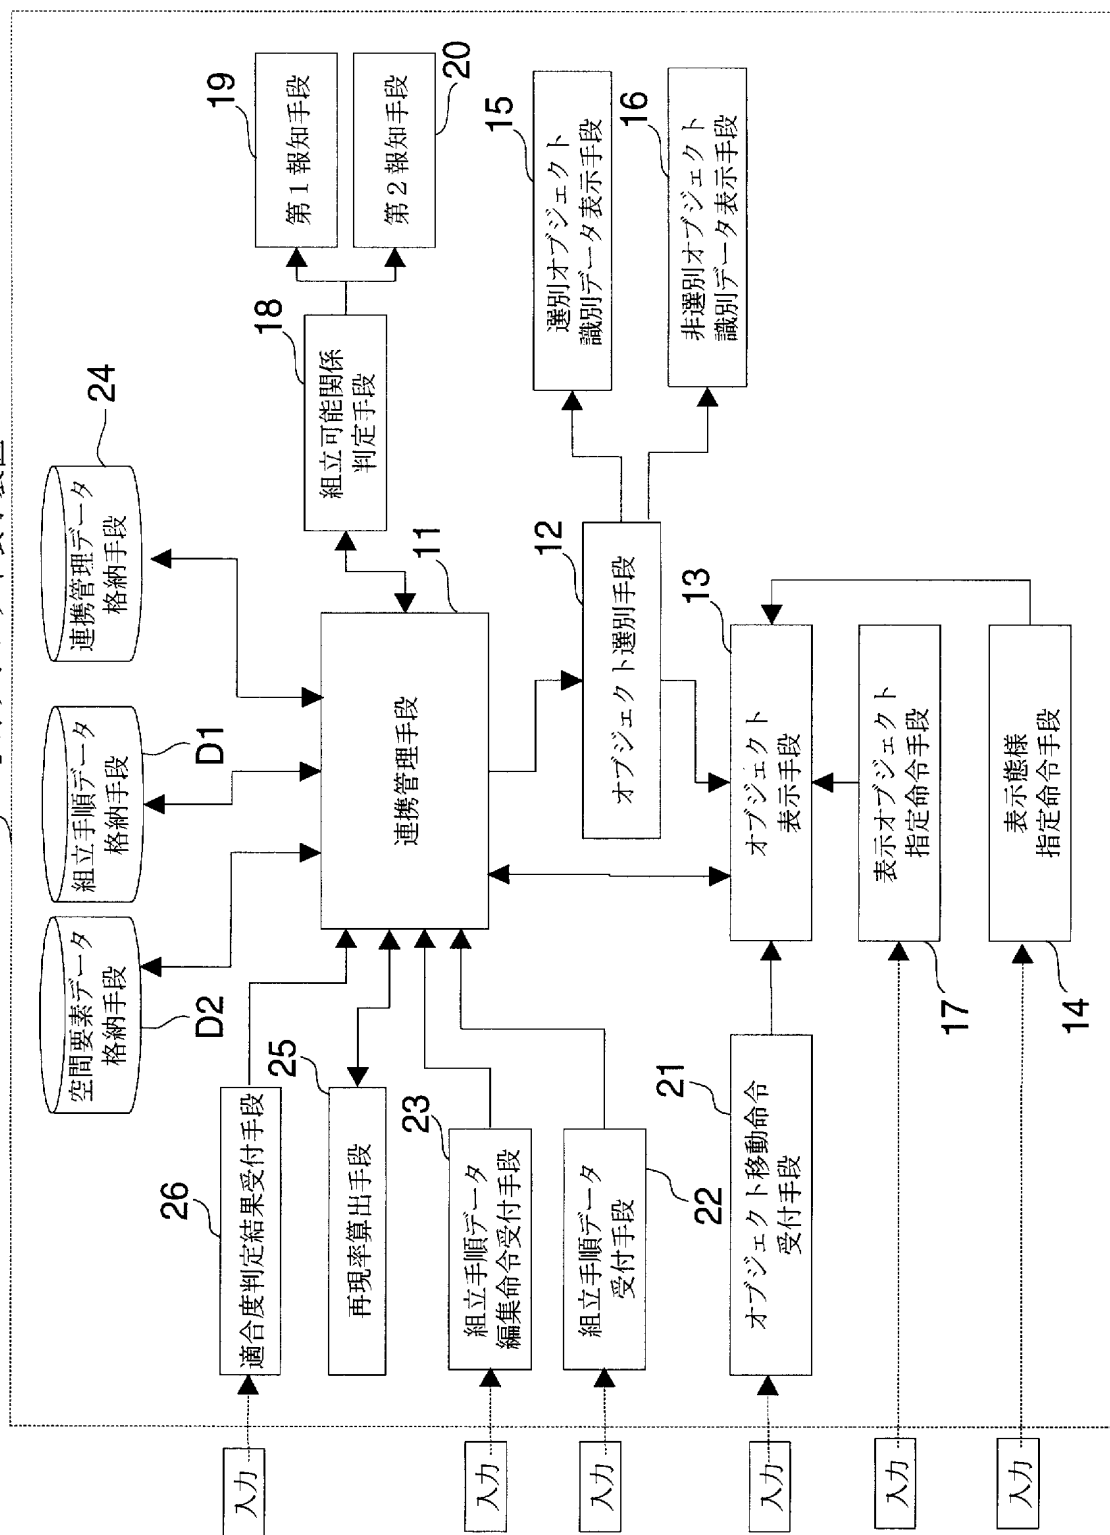 空間要素データ
格納手段
D2
組立手順データ
格納手段
D1
連携管理データ
格納手段
24
入力
適合度判定結果受付手段
26
再現率算出手段
25
入力
組立手順データ
編集命令受付手段
23
入力
組立手順データ
受付手段
22
連携管理手段
11
組立可能関係
判定手段
18
第1報知手段
19
第2報知手段
20
オブジェクト選別手段
12
選別オブジェクト
識別データ表示手段
15
非選別オブジェクト
識別データ表示手段
16
入力
オブジェクト移動命令
受付手段
21
オブジェクト
表示手段
13
入力
表示オブジェクト
指定命令手段
17
入力
表示態様
指定命令手段
14